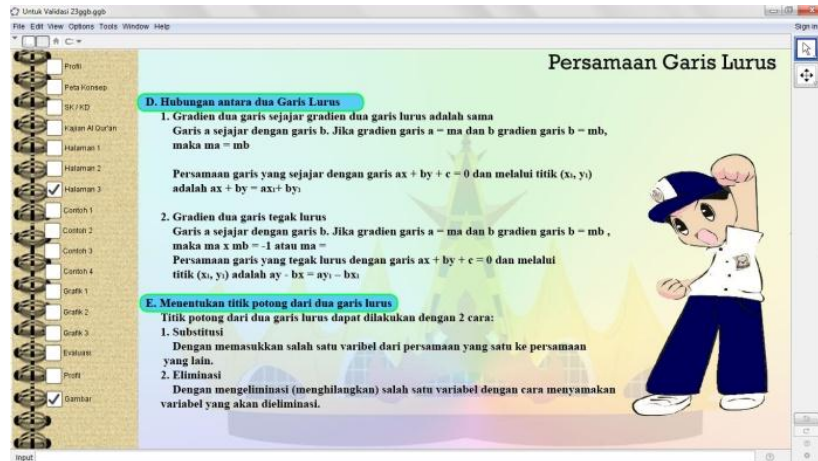 Untuk Validasi 23ggb.ggb
File Edit View Options Tools Window Help
Sign in
Persamaan Garis Lurus
Profil
Peta Konsep
SK / KD
Kajian Al Qur'an
Halaman 1
Halaman 2
Halaman 3
Contoh 1
Contoh 2
Contoh 3
Contoh 4
Grafik 1
Grafik 2
Grafik 3
Evaluasi
Profil
Gambar
D. Hubungan antara dua Garis Lurus
1. Gradien dua garis sejajar gradien dua garis lurus adalah sama
Garis a sejajar dengan garis b. Jika gradien garis a = ma dan b gradien garis b = mb,
maka ma = mb
Persamaan garis yang sejajar dengan garis ax + by + c = 0 dan melalui titik (x₁, y₁)
adalah ax + by = ax₁+ by₁
2. Gradien dua garis tegak lurus
Garis a sejajar dengan garis b. Jika gradien garis a = ma dan b gradien garis b = mb ,
maka ma x mb = -1 atau ma =
Persamaan garis yang tegak lurus dengan garis ax + by + c = 0 dan melalui
titik (x₁, y₁) adalah ay - bx = ay₁ – bx₁
E. Menentukan titik potong dari dua garis lurus
Titik potong dari dua garis lurus dapat dilakukan dengan 2 cara:
1. Substitusi
Dengan memasukkan salah satu varibel dari persamaan yang satu ke persamaan
yang lain.
2. Eliminasi
Dengan mengeliminasi (menghilangkan) salah satu variabel dengan cara menyamakan
variabel yang akan dieliminasi.
Input